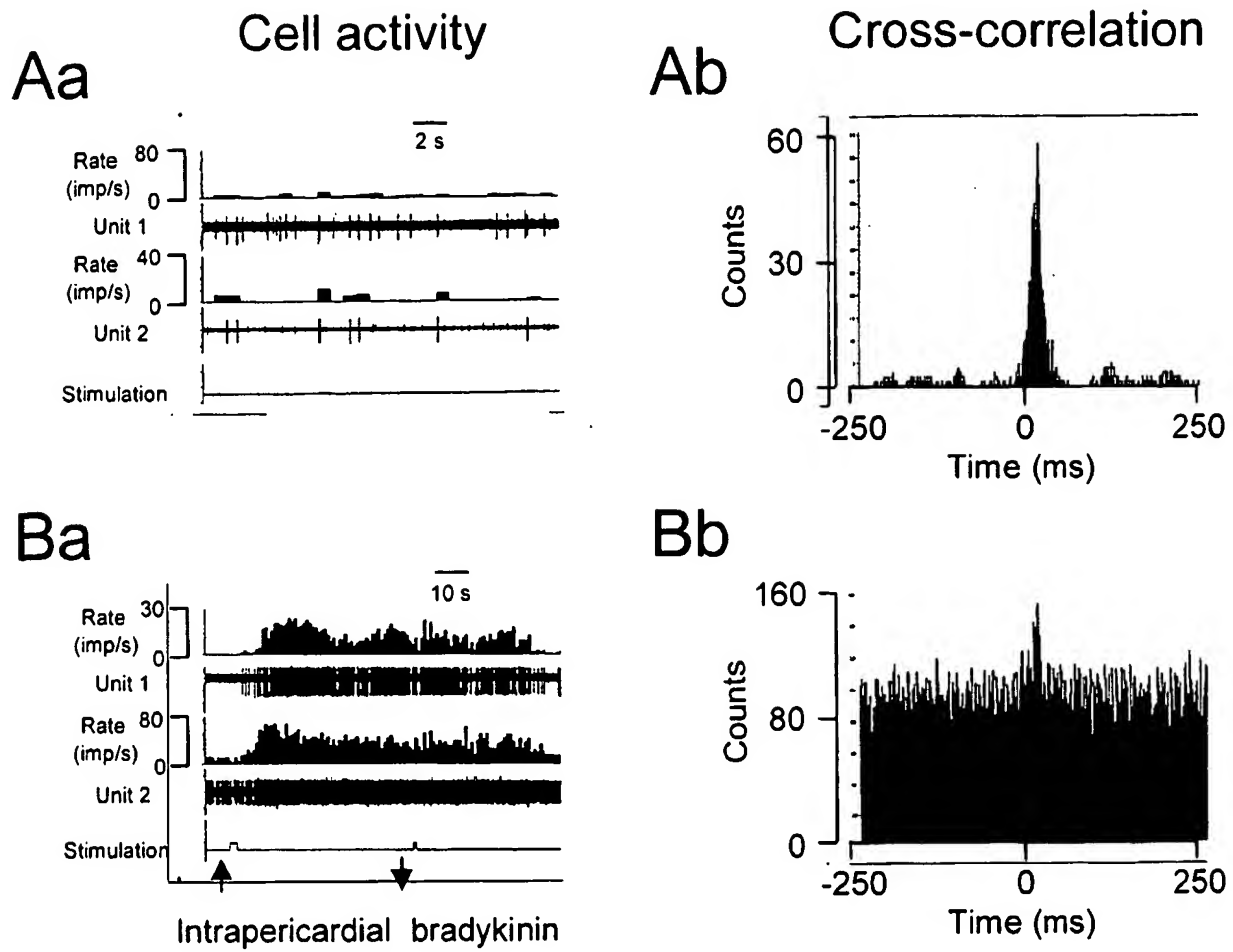 Cell activity
Cross-correlation
Aa
2 s
Rate
(imp/s)
80
0
Unit 1
Rate
(imp/s)
40
0
Unit 2
Stimulation
Ab
Counts
60
30
0
-250
0
250
Time (ms)
Ba
10 s
Rate
(imp/s)
30
0
Unit 1
Rate
(imp/s)
80
0
Unit 2
Stimulation
Intrapericardial bradykinin
Bb
Counts
160
80
0
-250
0
250
Time (ms)